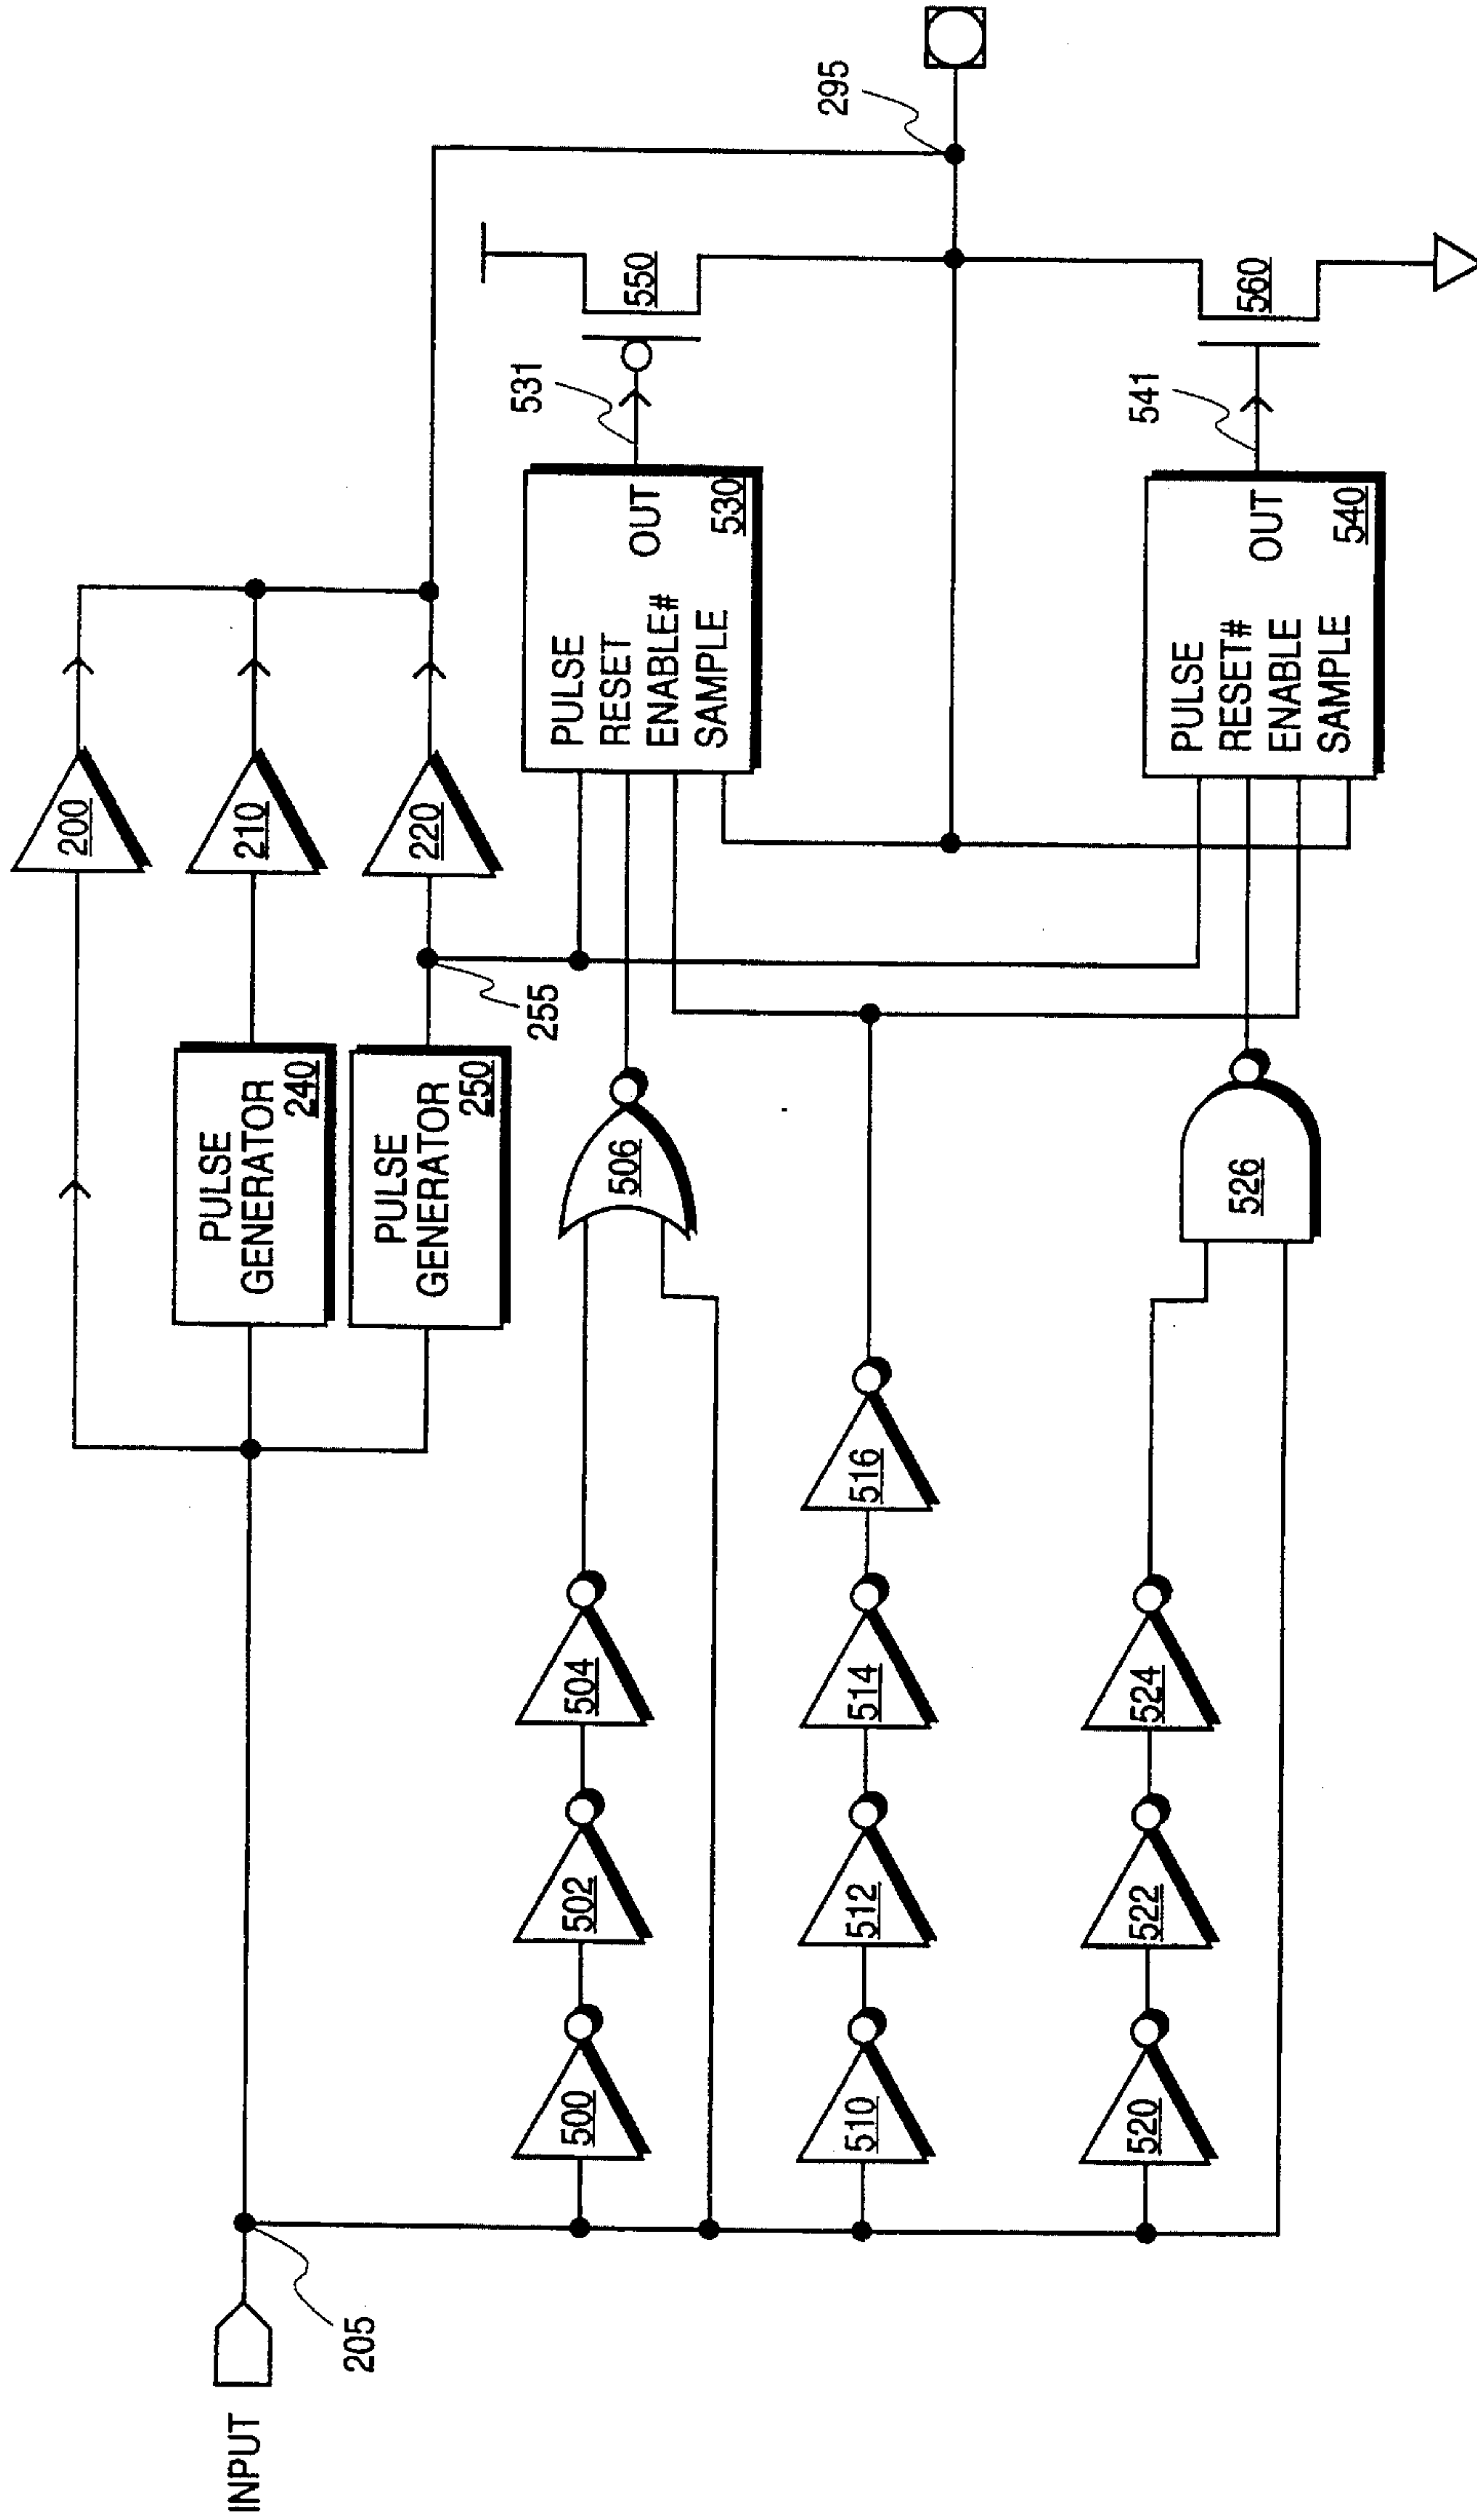 INPUT
205
200
PULSE
GENERATOR
240
210
PULSE
GENERATOR
250
255
220
500
502
504
506
510
512
514
516
520
522
524
526
PULSE
RESET
ENABLE#
SAMPLE
OUT
530
531
550
295
PULSE
RESET#
ENABLE
SAMPLE
OUT
540
541
560